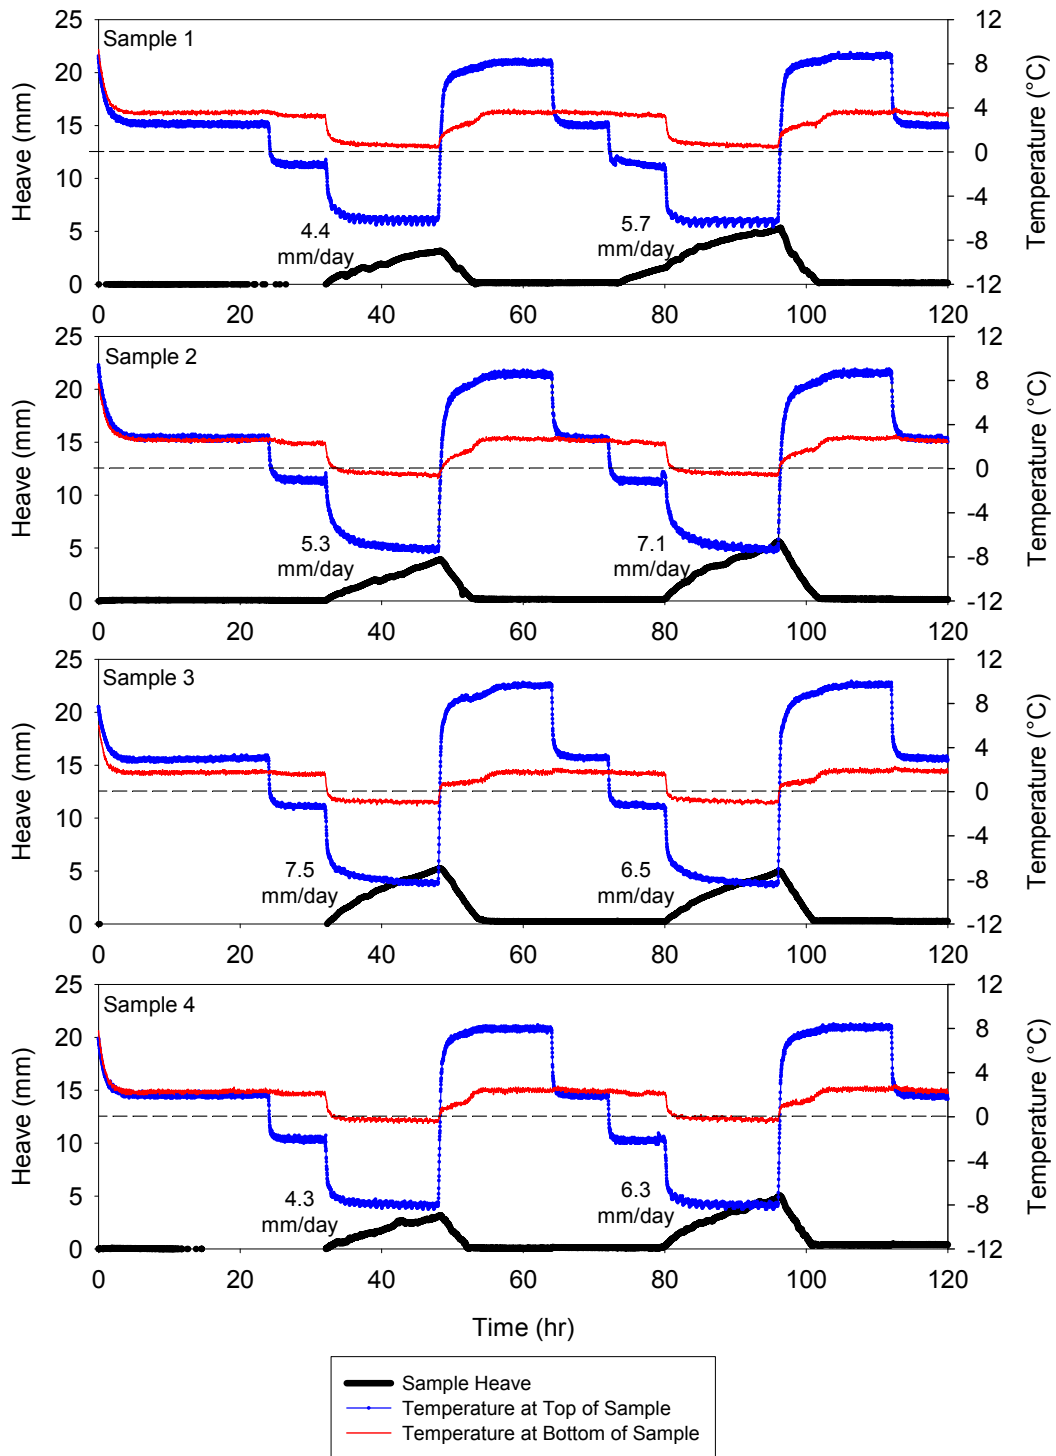 25
20
15
10
5
0
Heave (mm)
Sample 1
4.4
mm/day
5.7
mm/day
12
8
4
0
-4
-8
-12
Temperature (°C)
0 20 40 60 80 100 120
25
20
15
10
5
0
Heave (mm)
Sample 2
5.3
mm/day
7.1
mm/day
12
8
4
0
-4
-8
-12
Temperature (°C)
0 20 40 60 80 100 120
25
20
15
10
5
0
Heave (mm)
Sample 3
7.5
mm/day
6.5
mm/day
12
8
4
0
-4
-8
-12
Temperature (°C)
0 20 40 60 80 100 120
25
20
15
10
5
0
Heave (mm)
Sample 4
4.3
mm/day
6.3
mm/day
12
8
4
0
-4
-8
-12
Temperature (°C)
0 20 40 60 80 100 120
Time (hr)
Sample Heave
Temperature at Top of Sample
Temperature at Bottom of Sample